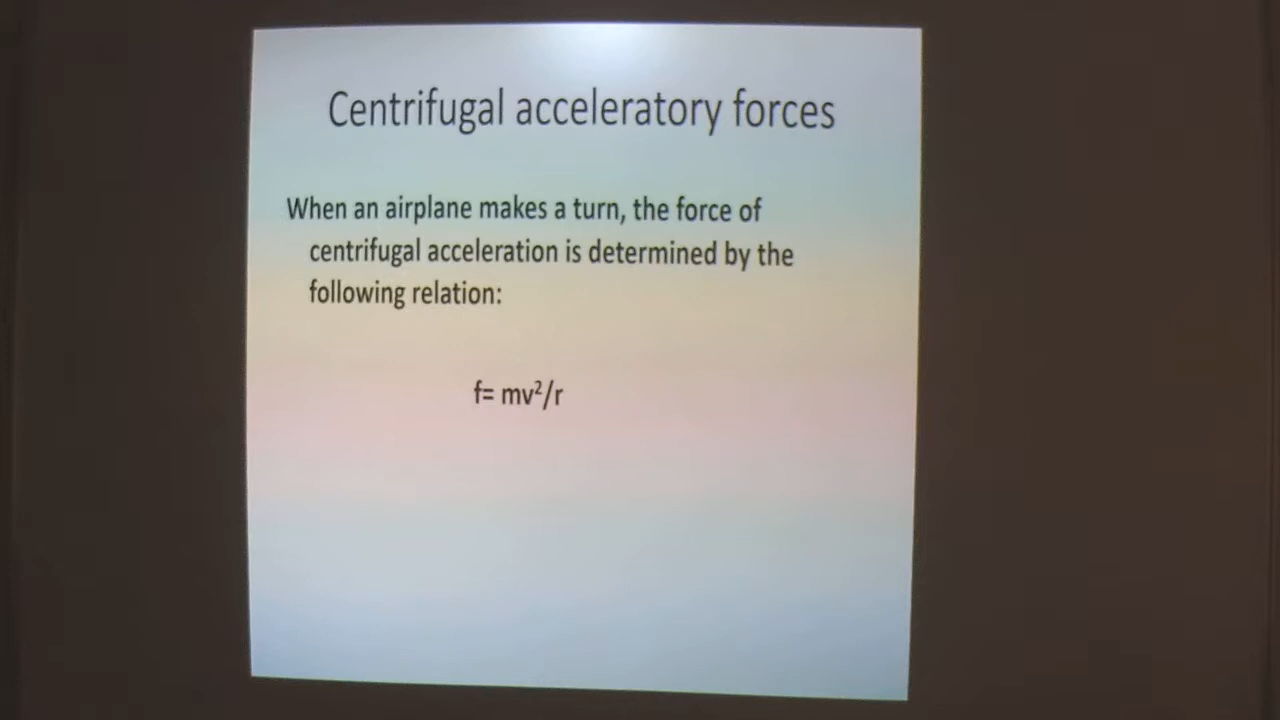 Centrifugal acceleratory forces
When an airplane makes a turn, the force of
centrifugal acceleration is determined by the
following relation:
f= mv²/r